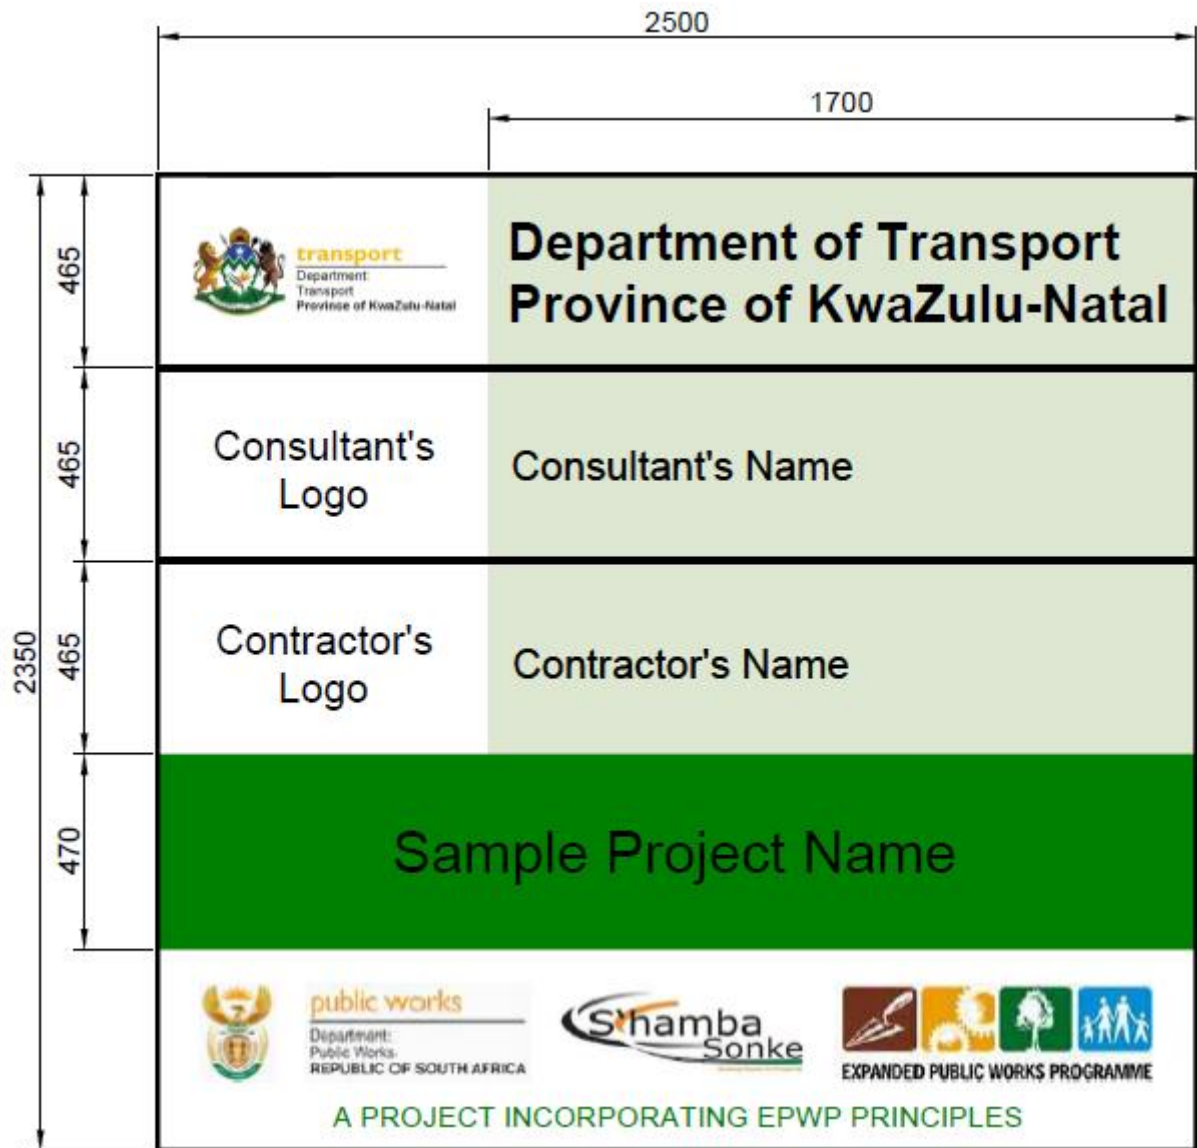 2500
1700
465
transport
Department:
Transport
Province of KwaZulu-Natal
Department of Transport
Province of KwaZulu-Natal
465
Consultant's
Logo
Consultant's Name
2350
465
Contractor's
Logo
Contractor's Name
470
Sample Project Name
public works
Department:
Public Works
REPUBLIC OF SOUTH AFRICA
S'hamba
Sonke
EXPANDED PUBLIC WORKS PROGRAMME
A PROJECT INCORPORATING EPWP PRINCIPLES